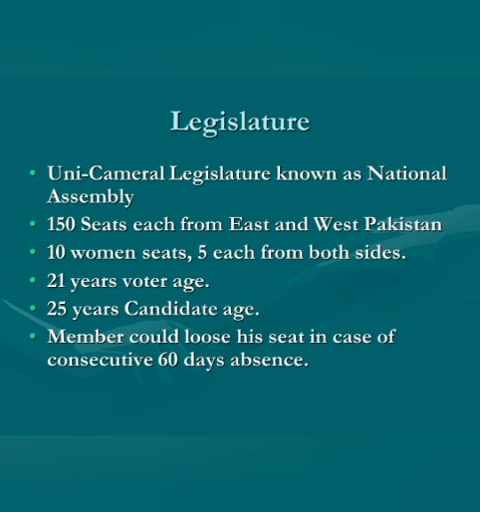 Legislature
• Uni-Cameral Legislature known as National
Assembly
• 150 Seats each from East and West Pakistan
• 10 women seats, 5 each from both sides.
• 21 years voter age.
• 25 years Candidate age.
• Member could loose his seat in case of
consecutive 60 days absence.